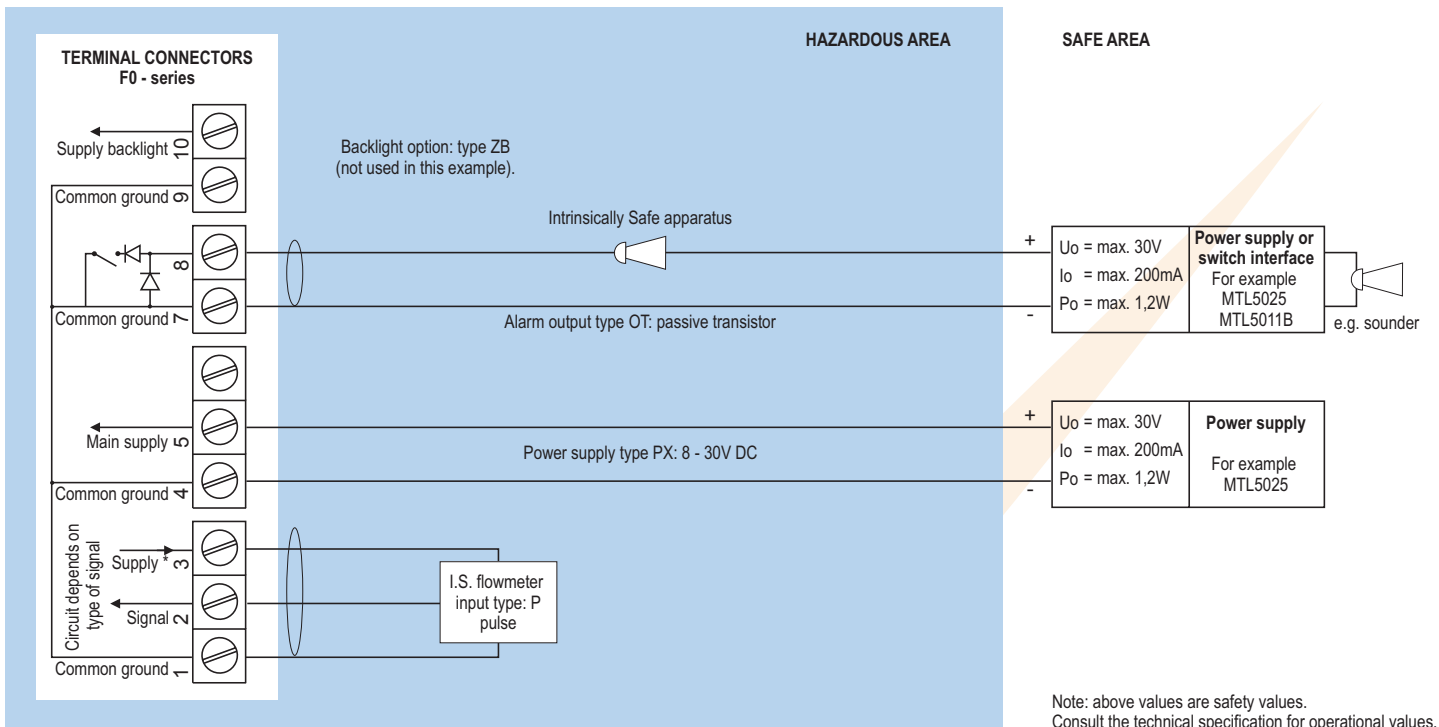 HAZARDOUS AREA
SAFE AREA
TERMINAL CONNECTORS
F0 - series
Supply backlight
10
Common ground
9
Backlight option: type ZB
(not used in this example).
8
Common ground
7
Intrinsically Safe apparatus
Alarm output type OT: passive transistor
+
-
Uo = max. 30V
Io = max. 200mA
Po = max. 1,2W
Power supply or
switch interface
For example
MTL5025
MTL5011B
e.g. sounder
Main supply
5
Common ground
4
Power supply type PX: 8 - 30V DC
+
-
Uo = max. 30V
Io = max. 200mA
Po = max. 1,2W
Power supply
For example
MTL5025
Circuit depends on
type of signal
Supply *
3
Signal
2
Common ground
1
I.S. flowmeter
input type: P
pulse
Note: above values are safety values.
Consult the technical specification for operational values.